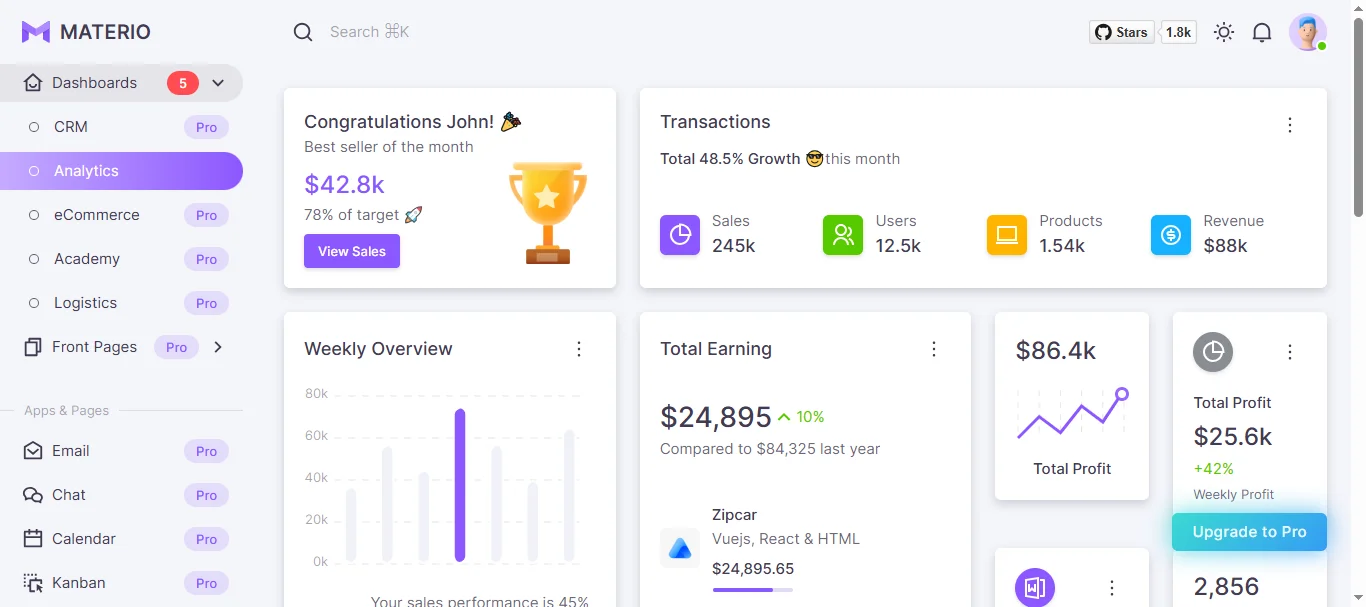 MATERIO
Search ⌘K
Stars
1.8k
Dashboards
5
CRM
Pro
Analytics
eCommerce
Pro
Academy
Pro
Logistics
Pro
Front Pages
Pro
Apps & Pages
Email
Pro
Chat
Pro
Calendar
Pro
Kanban
Pro
Congratulations John! 🎉
Best seller of the month
$42.8k
78% of target 🚀
View Sales
Transactions
Total 48.5% Growth 😎 this month
Sales
245k
Users
12.5k
Products
1.54k
Revenue
$88k
Weekly Overview
80k
60k
40k
20k
0k
Your sales performance is 45%
Total Earning
$24,895
10%
Compared to $84,325 last year
Zipcar
Vuejs, React & HTML
$24,895.65
$86.4k
Total Profit
Total Profit
$25.6k
+42%
Weekly Profit
Upgrade to Pro
2,856